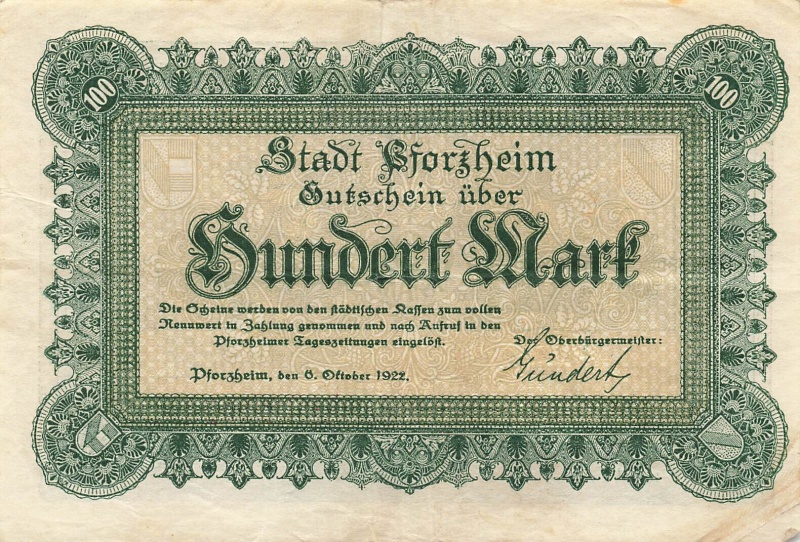 100
100
Stadt Pforzheim
Gutschein über
Hundert Mark
Die Scheine werden von den städtischen Kassen zum vollen
Nennwert in Zahlung genommen und nach Aufruf in den
Pforzheimer Tageszeitungen eingelöst.
Der Oberbürgermeister:
Gündert
Pforzheim, den 6. Oktober 1922.